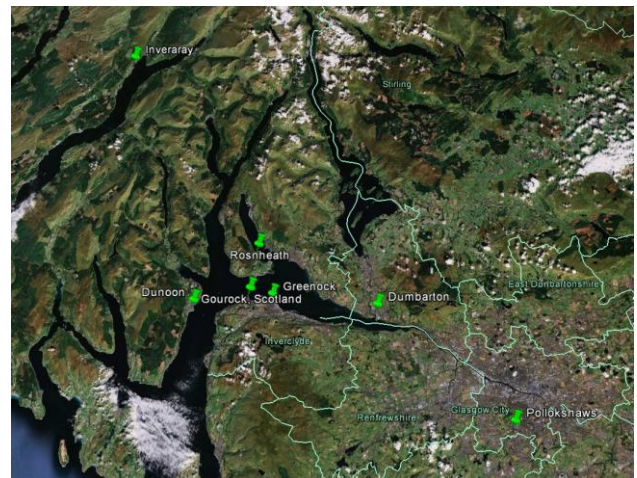 Inveraray
Stirling
Rosnheath
Dunoon
Gourock, Scotland
Greenock
Dumbarton
East Dunbartonshire
Inverclyde
Renfrewshire
Glasgow City
Pollokshaws